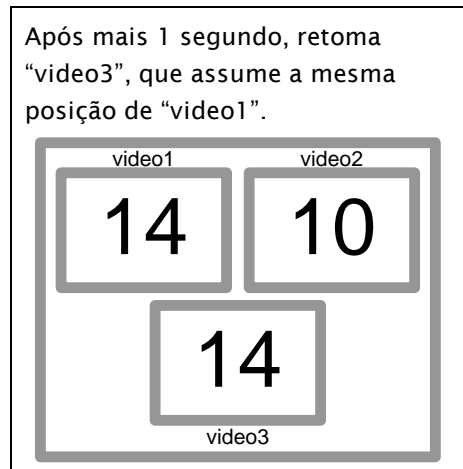 Após mais 1 segundo, retoma
“video3”, que assume a mesma
posição de “video1”.
video1 video2
14 10
14
video3